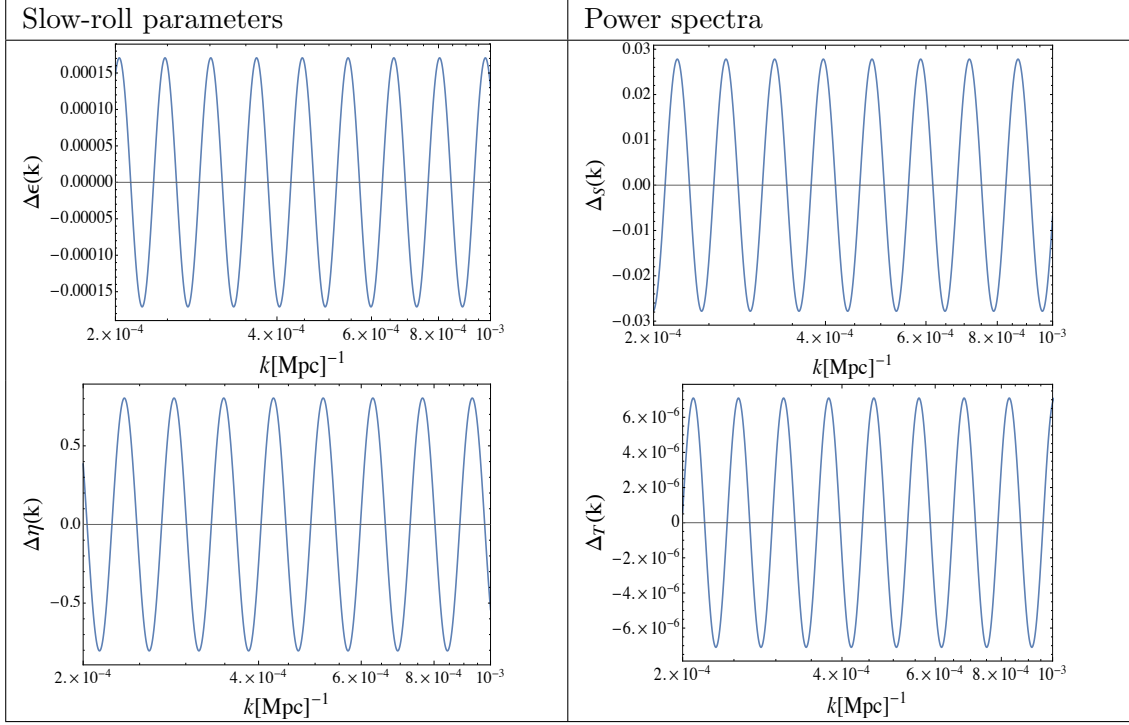 Slow-roll parameters
Power spectra
0.00015
0.00010
0.00005
0.00000
−0.00005
−0.00010
−0.00015
Δϵ(k)
2.×10⁻⁴ 4.×10⁻⁴ 6.×10⁻⁴ 8.×10⁻⁴ 10⁻³
k[Mpc]⁻¹
0.03
0.02
0.01
0.00
−0.01
−0.02
−0.03
Δ_S(k)
2.×10⁻⁴ 4.×10⁻⁴ 6.×10⁻⁴ 8.×10⁻⁴ 10⁻³
k[Mpc]⁻¹
0.5
0.0
−0.5
Δη(k)
2.×10⁻⁴ 4.×10⁻⁴ 6.×10⁻⁴ 8.×10⁻⁴ 10⁻³
k[Mpc]⁻¹
6.×10⁻⁶
4.×10⁻⁶
2.×10⁻⁶
0
−2.×10⁻⁶
−4.×10⁻⁶
−6.×10⁻⁶
Δ_T(k)
2.×10⁻⁴ 4.×10⁻⁴ 6.×10⁻⁴ 8.×10⁻⁴ 10⁻³
k[Mpc]⁻¹